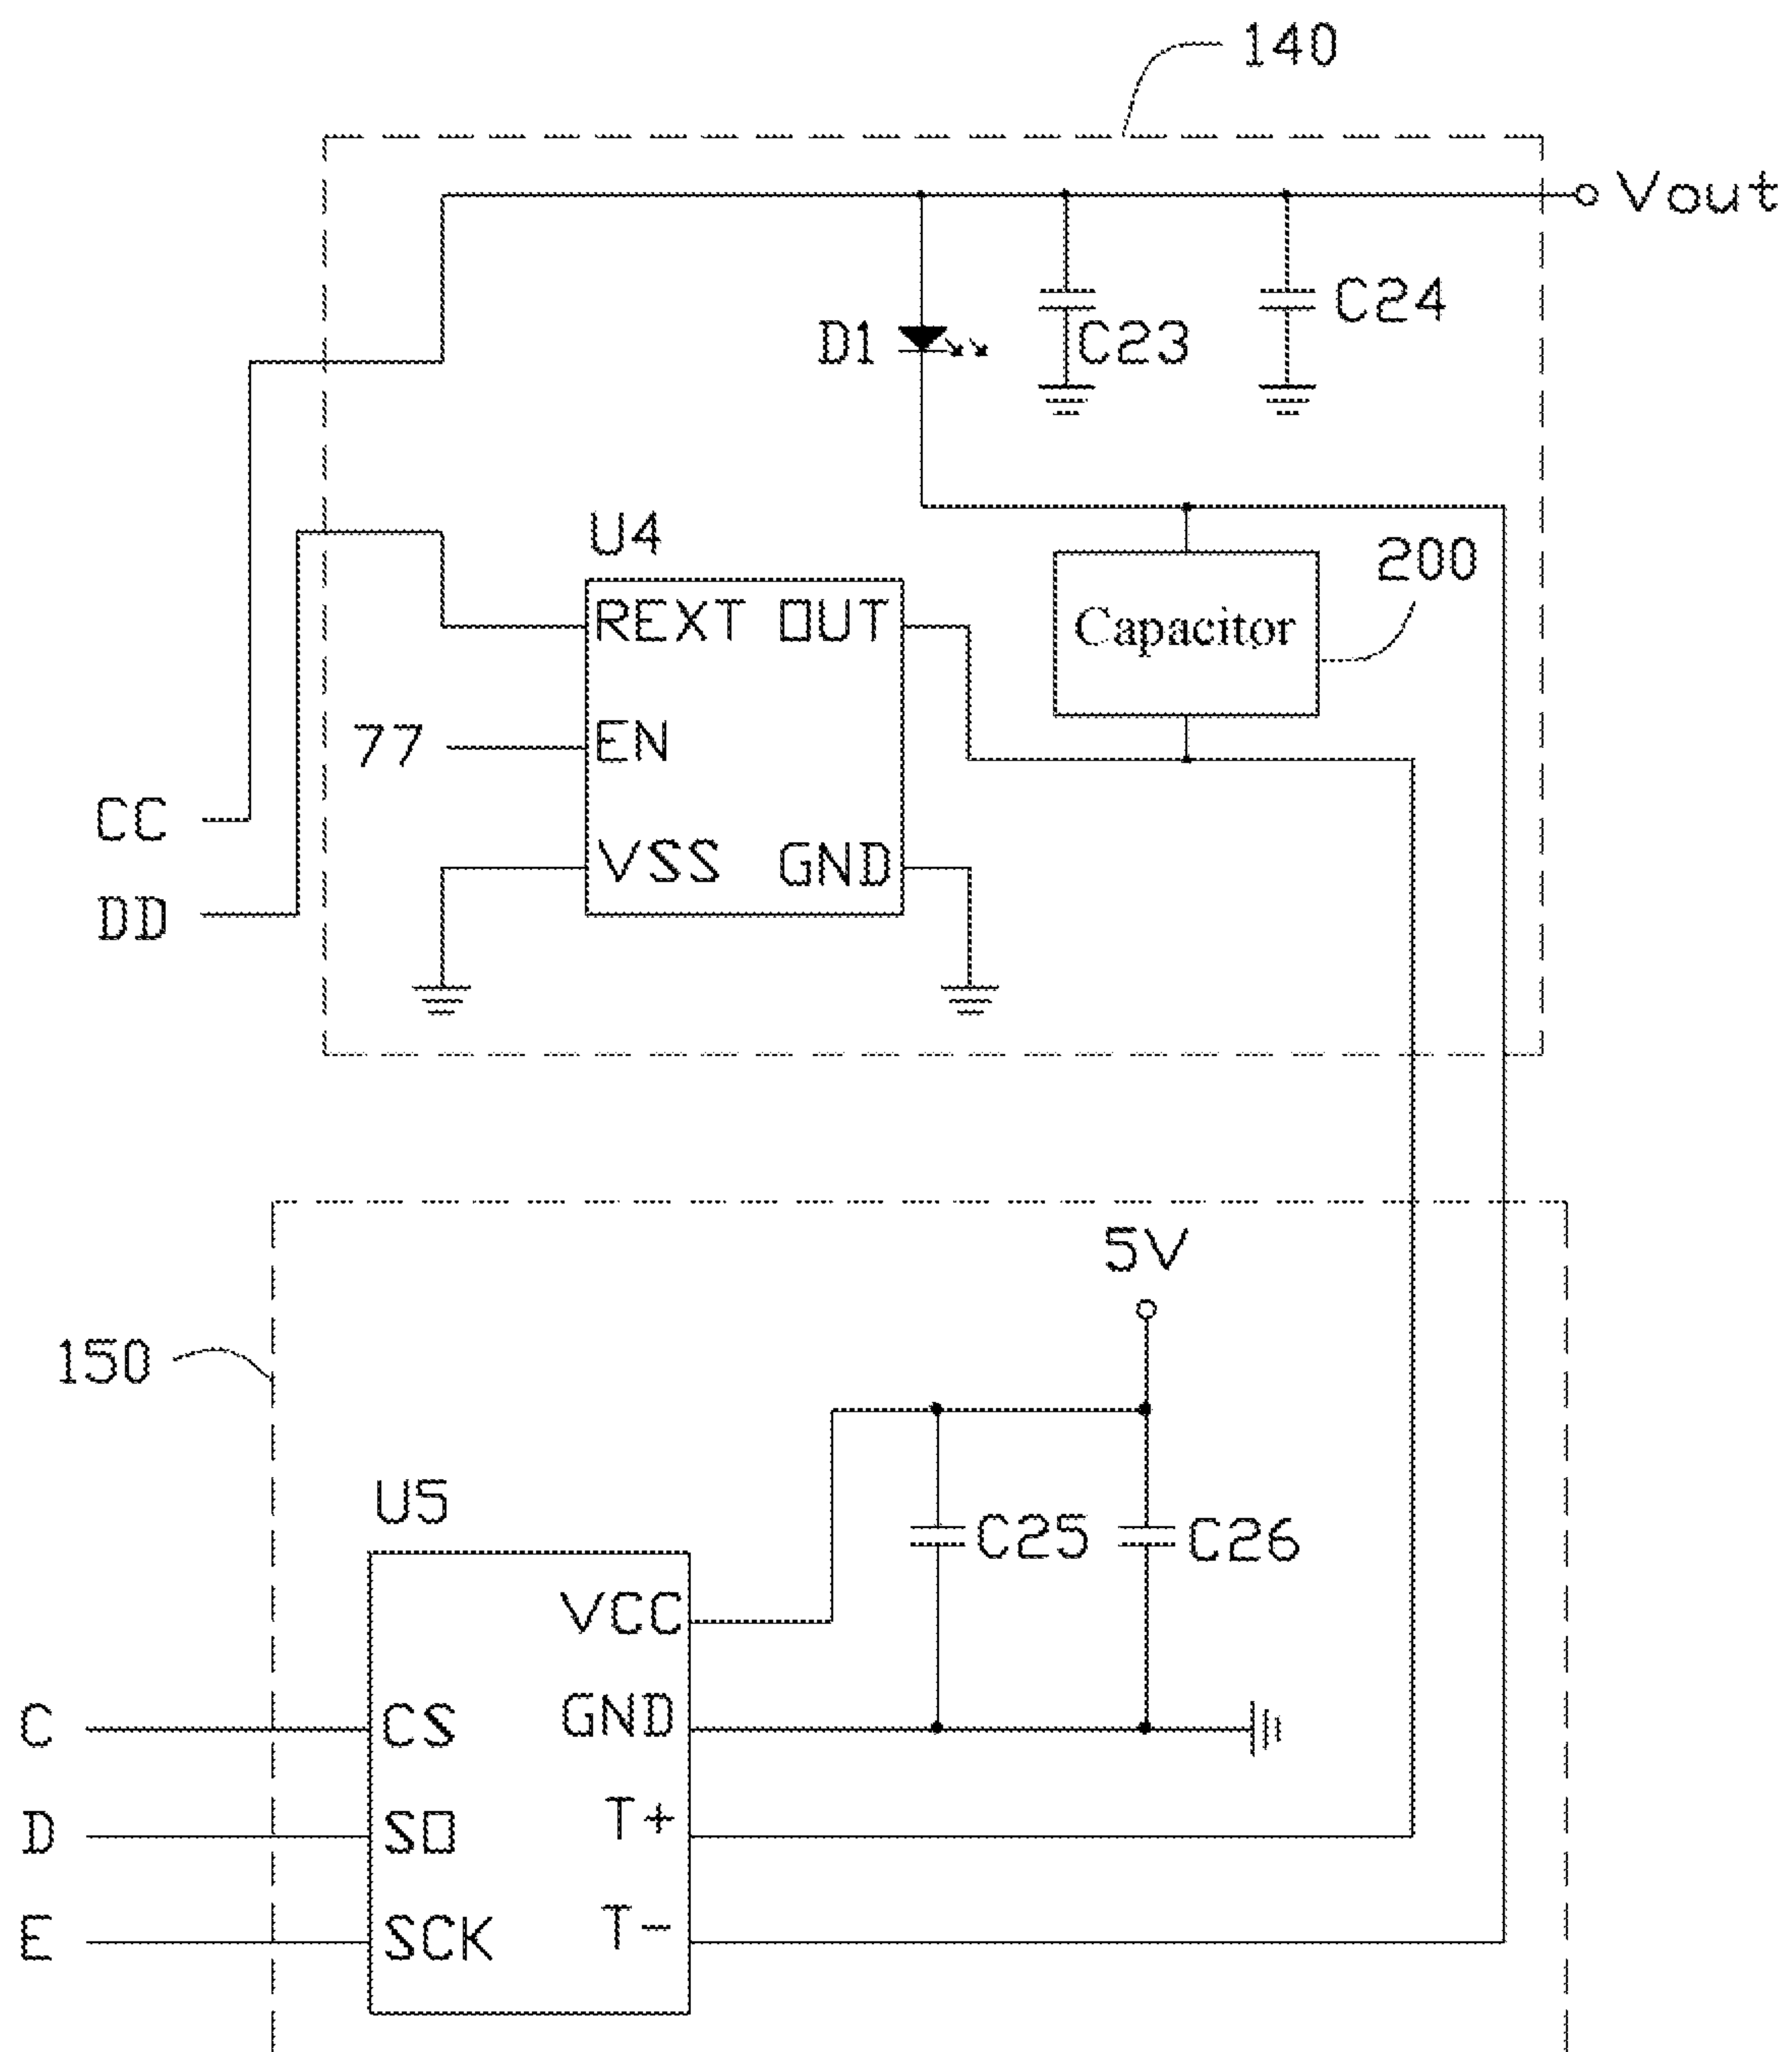 140
Vout
C24
D1
C23
U4
200
REXT OUT
Capacitor
77
EN
CC
VSS GND
DD
5V
150
U5
C25
C26
VCC
C
CS
GND
D
SO
T+
E
SCK
T-